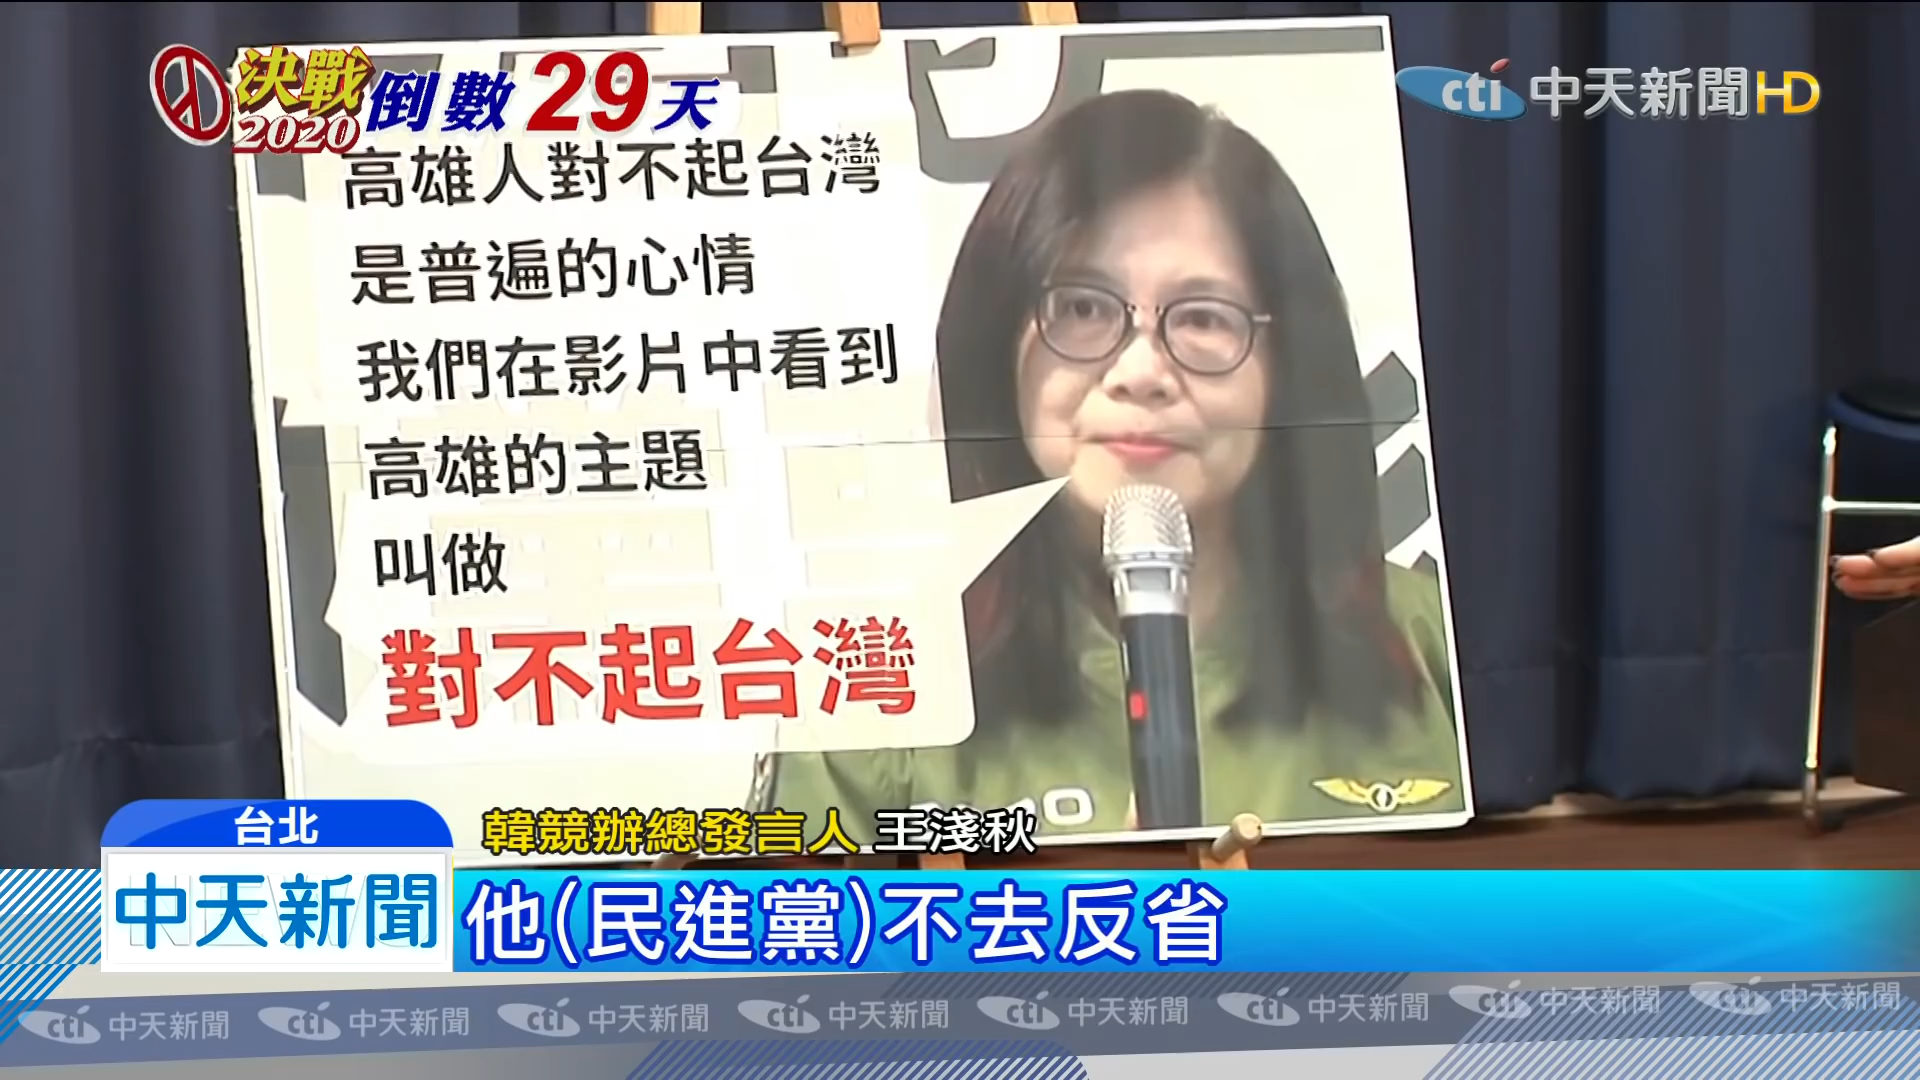 決戰
2020
倒數29天
cti 中天新聞HD
高雄人對不起台灣
是普遍的心情
我們在影片中看到
高雄的主題
叫做
對不起台灣
台北
中天新聞
韓競辦總發言人 王淺秋
他(民進黨)不去反省
cti 中天新聞 cti 中天新聞 cti 中天新聞 cti 中天新聞 cti 中天新聞 cti 中天新聞 cti 中天新聞 cti 中天新聞